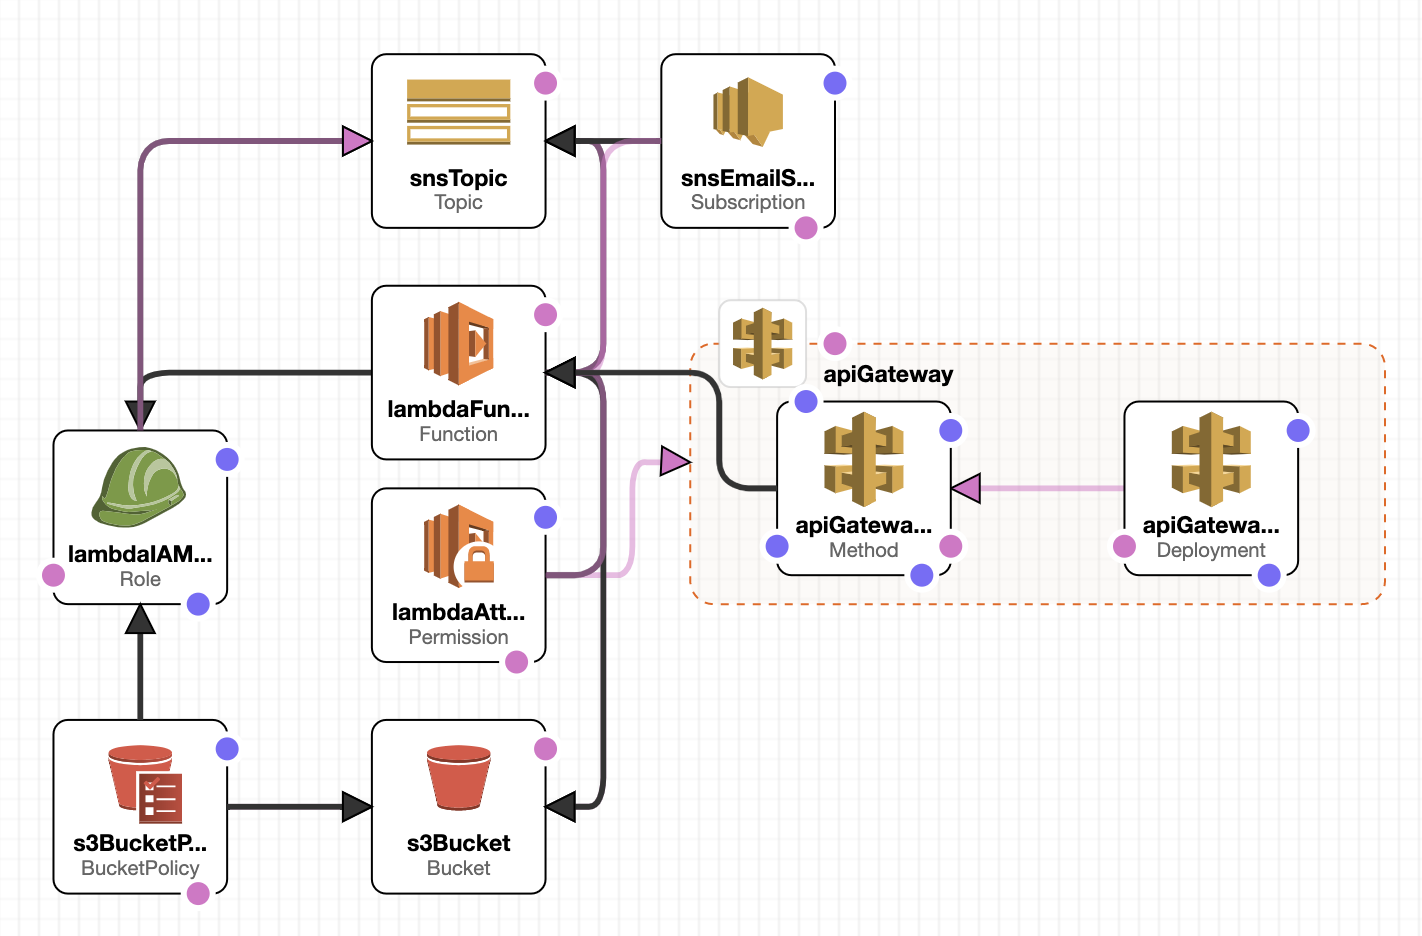 snsTopic
Topic
snsEmailS...
Subscription
lambdaFun...
Function
apiGateway
lambdaIAM...
Role
lambdaAtt...
Permission
apiGatewa...
Method
apiGatewa...
Deployment
s3BucketP...
BucketPolicy
s3Bucket
Bucket